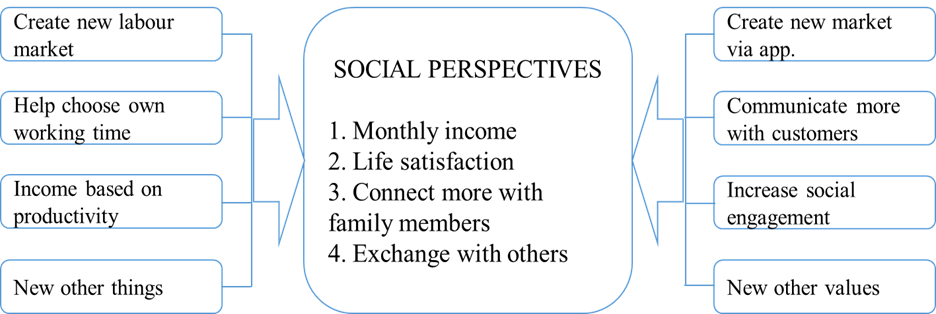 Create new labour
market
Help choose own
working time
Income based on
productivity
New other things
SOCIAL PERSPECTIVES
1. Monthly income
2. Life satisfaction
3. Connect more with
family members
4. Exchange with others
Create new market
via app.
Communicate more
with customers
Increase social
engagement
New other values